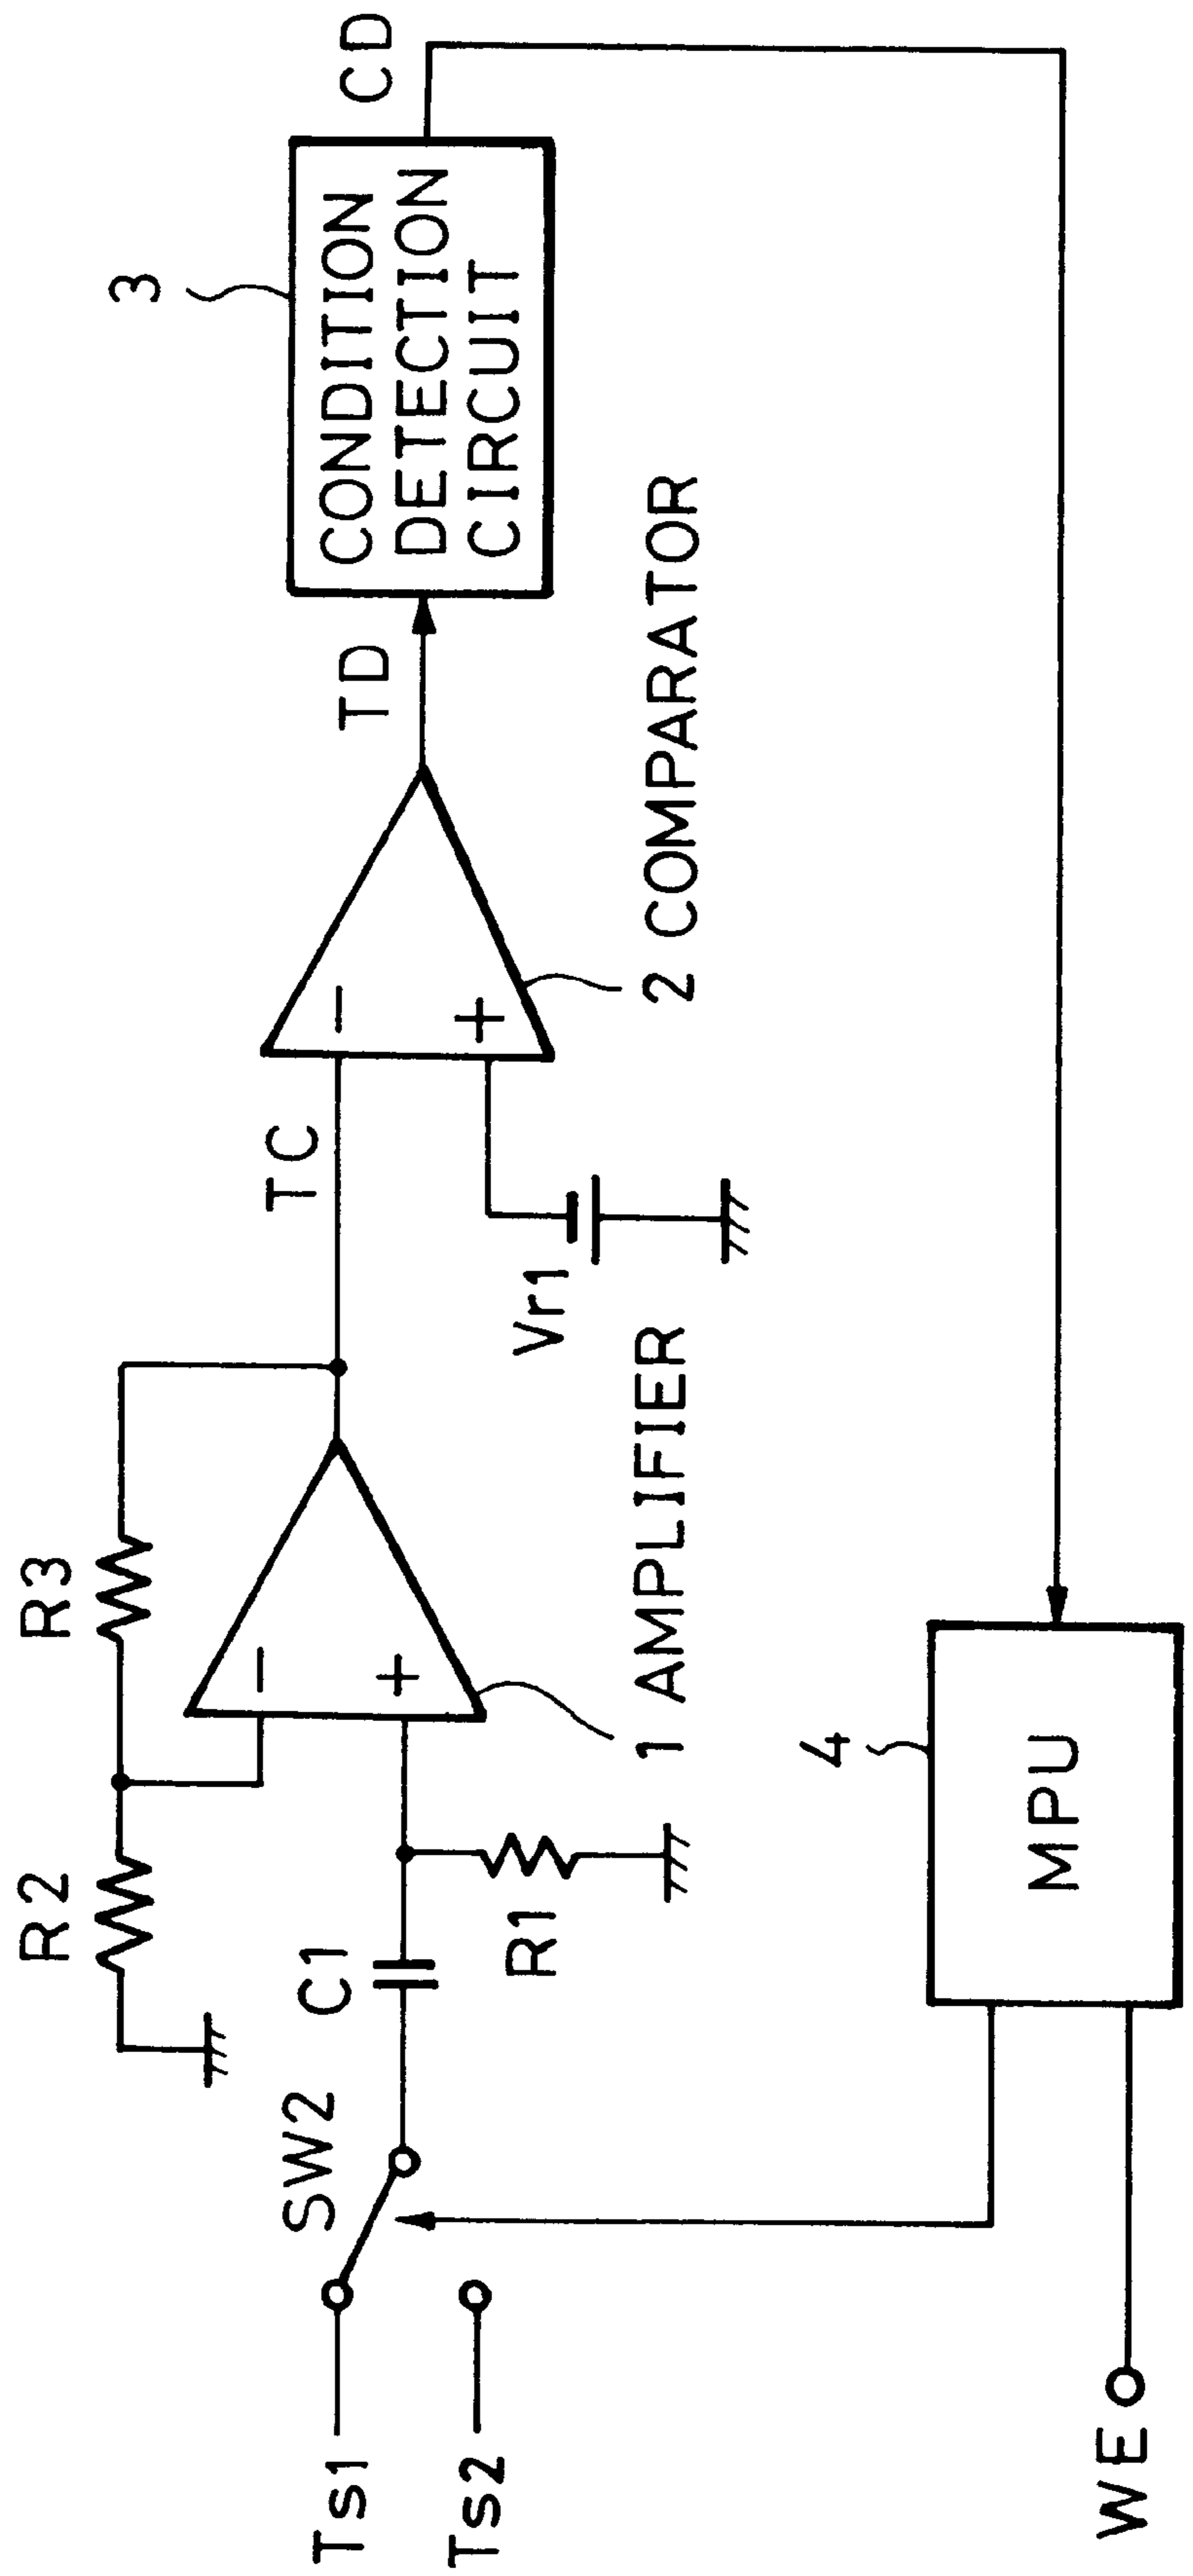 R2
R3
3
CONDITION
DETECTION
CIRCUIT
CD
Ts1
Ts2
SW2
C1
R1
−
+
1 AMPLIFIER
TC
Vr1
−
+
2 COMPARATOR
TD
4
MPU
WE